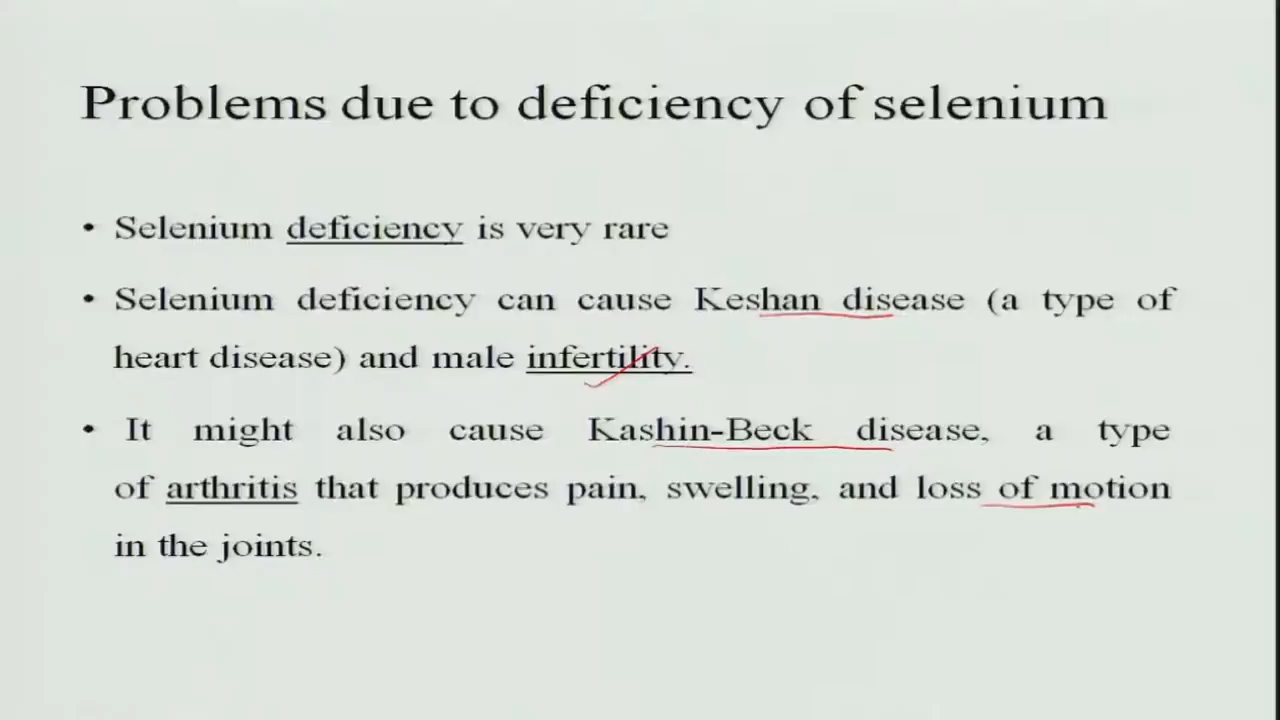 Problems due to deficiency of selenium
• Selenium deficiency is very rare
• Selenium deficiency can cause Keshan disease (a type of
heart disease) and male infertility.
• It might also cause Kashin-Beck disease, a type
of arthritis that produces pain, swelling, and loss of motion
in the joints.